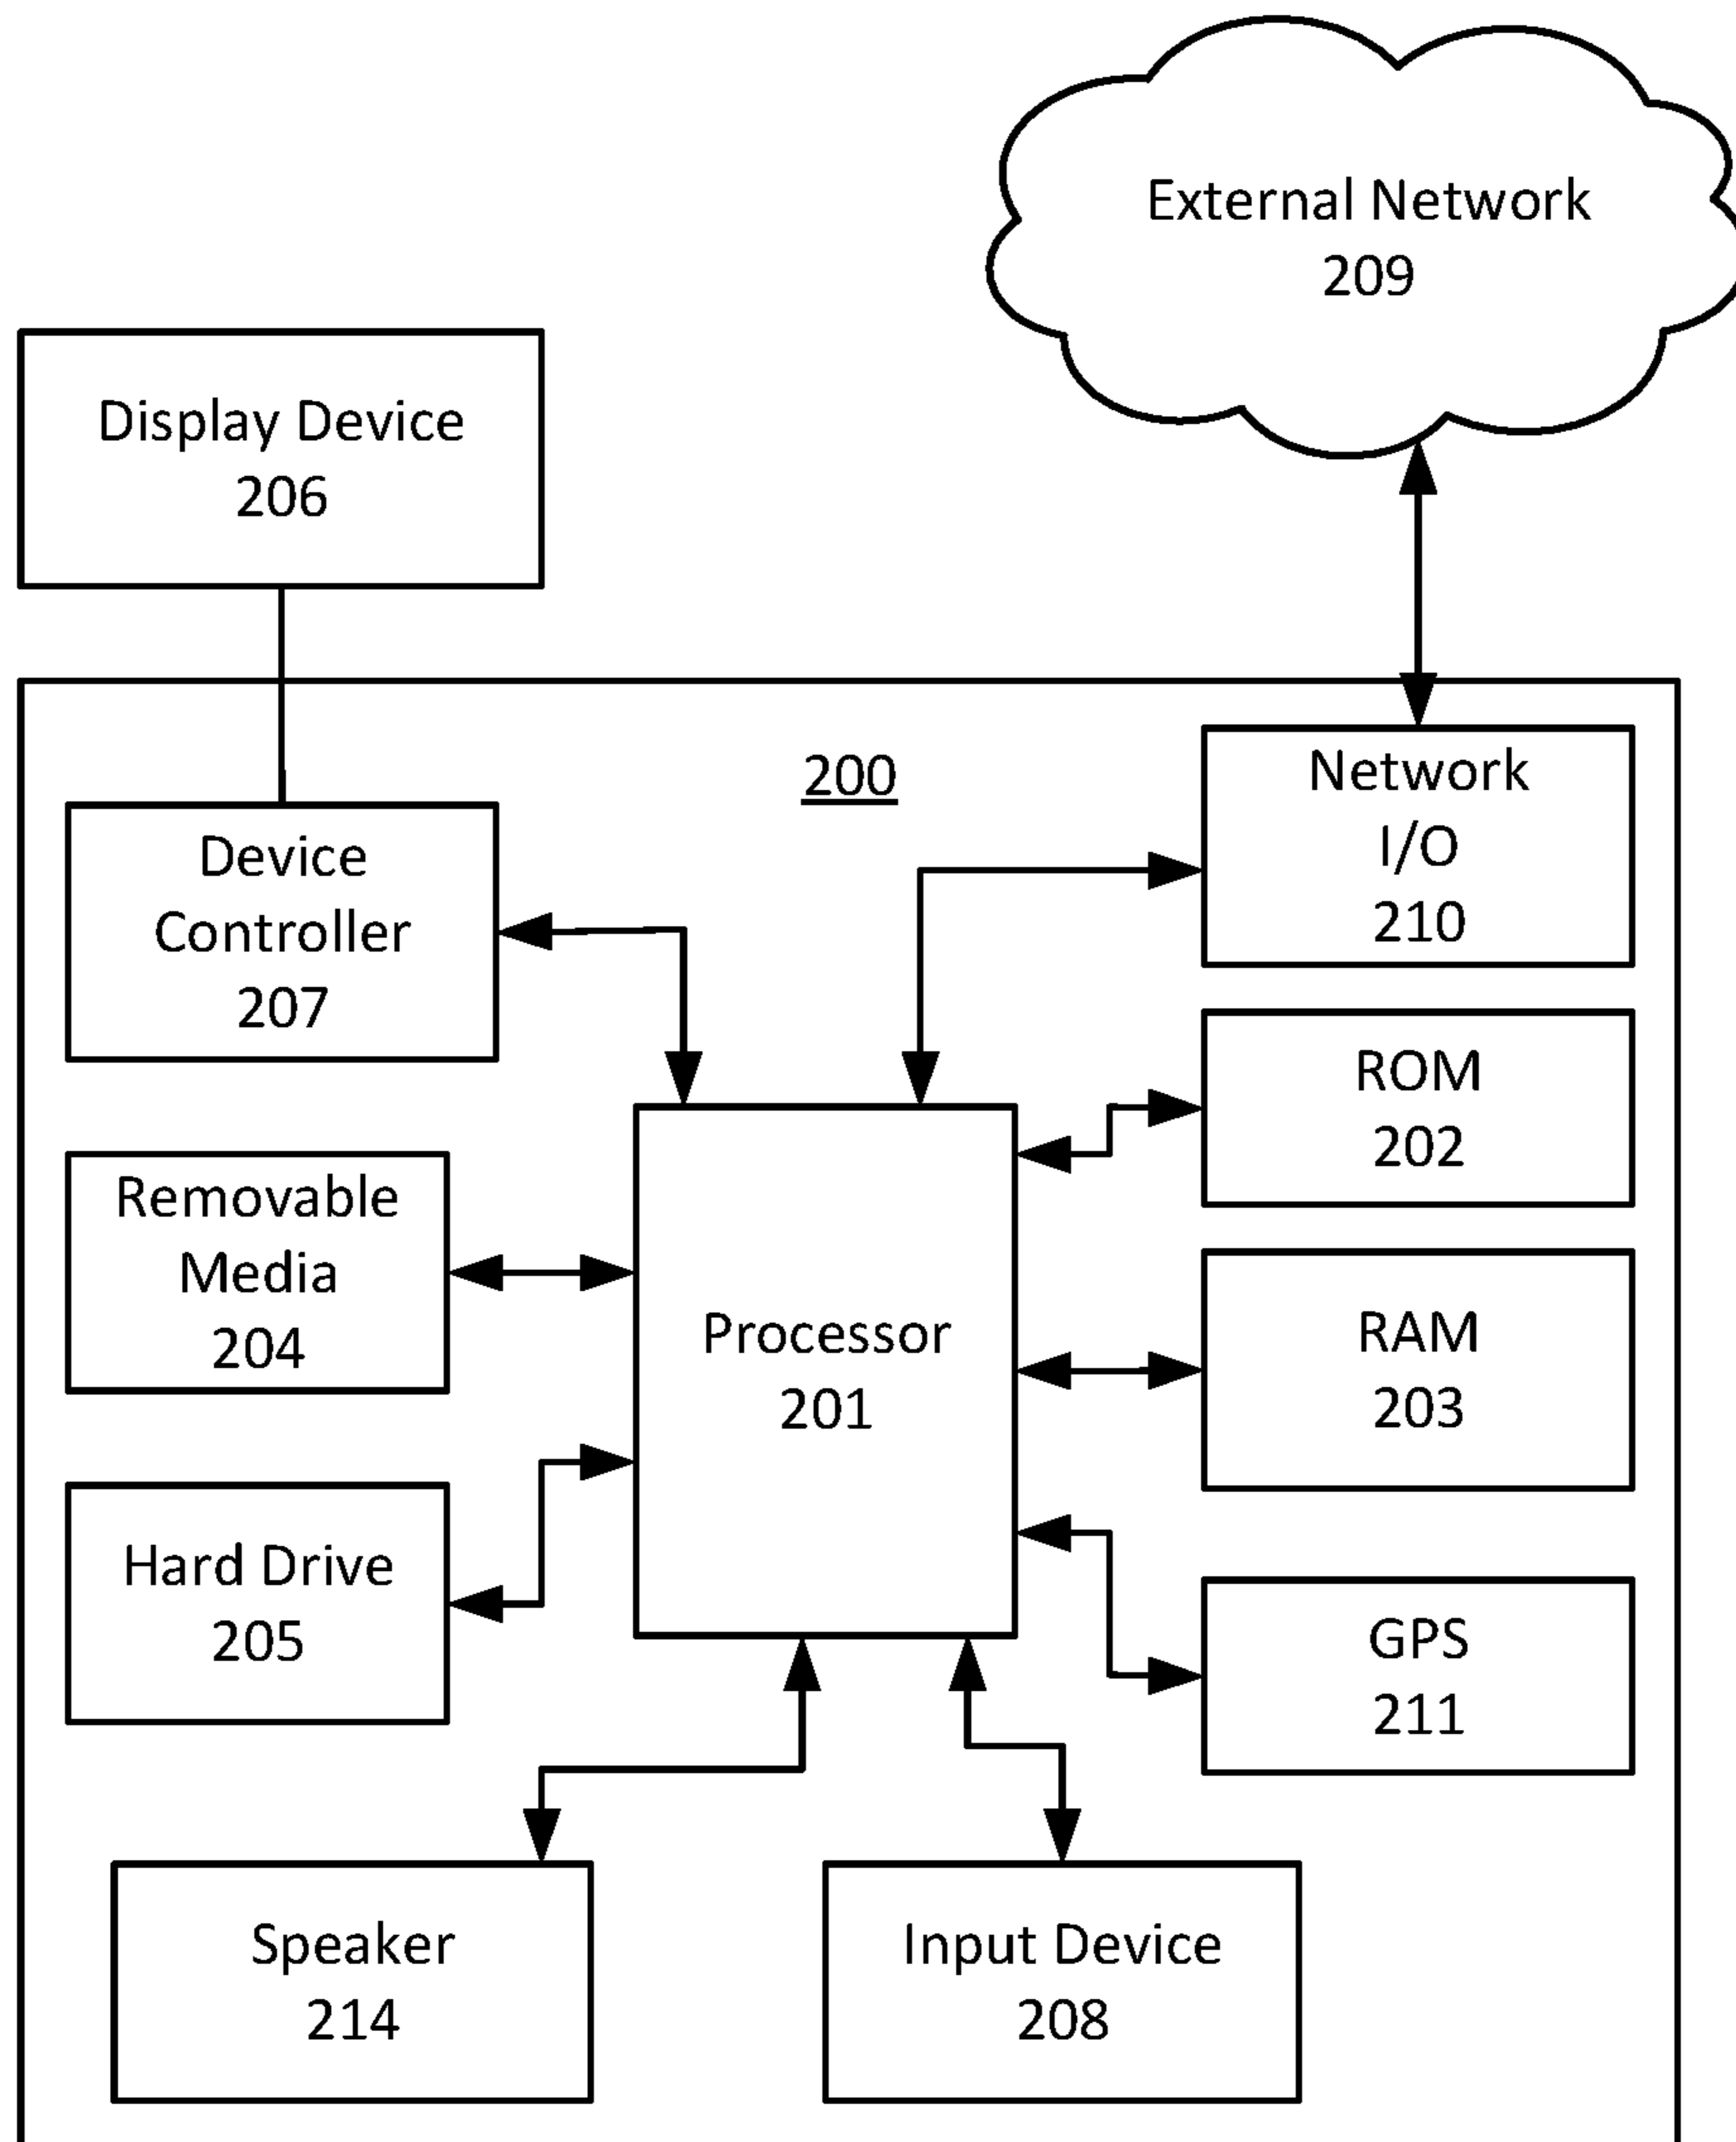 External Network
209
Display Device
206
200
Network
I/O
210
Device
Controller
207
ROM
202
Removable
Media
204
Processor
201
RAM
203
Hard Drive
205
GPS
211
Speaker
214
Input Device
208